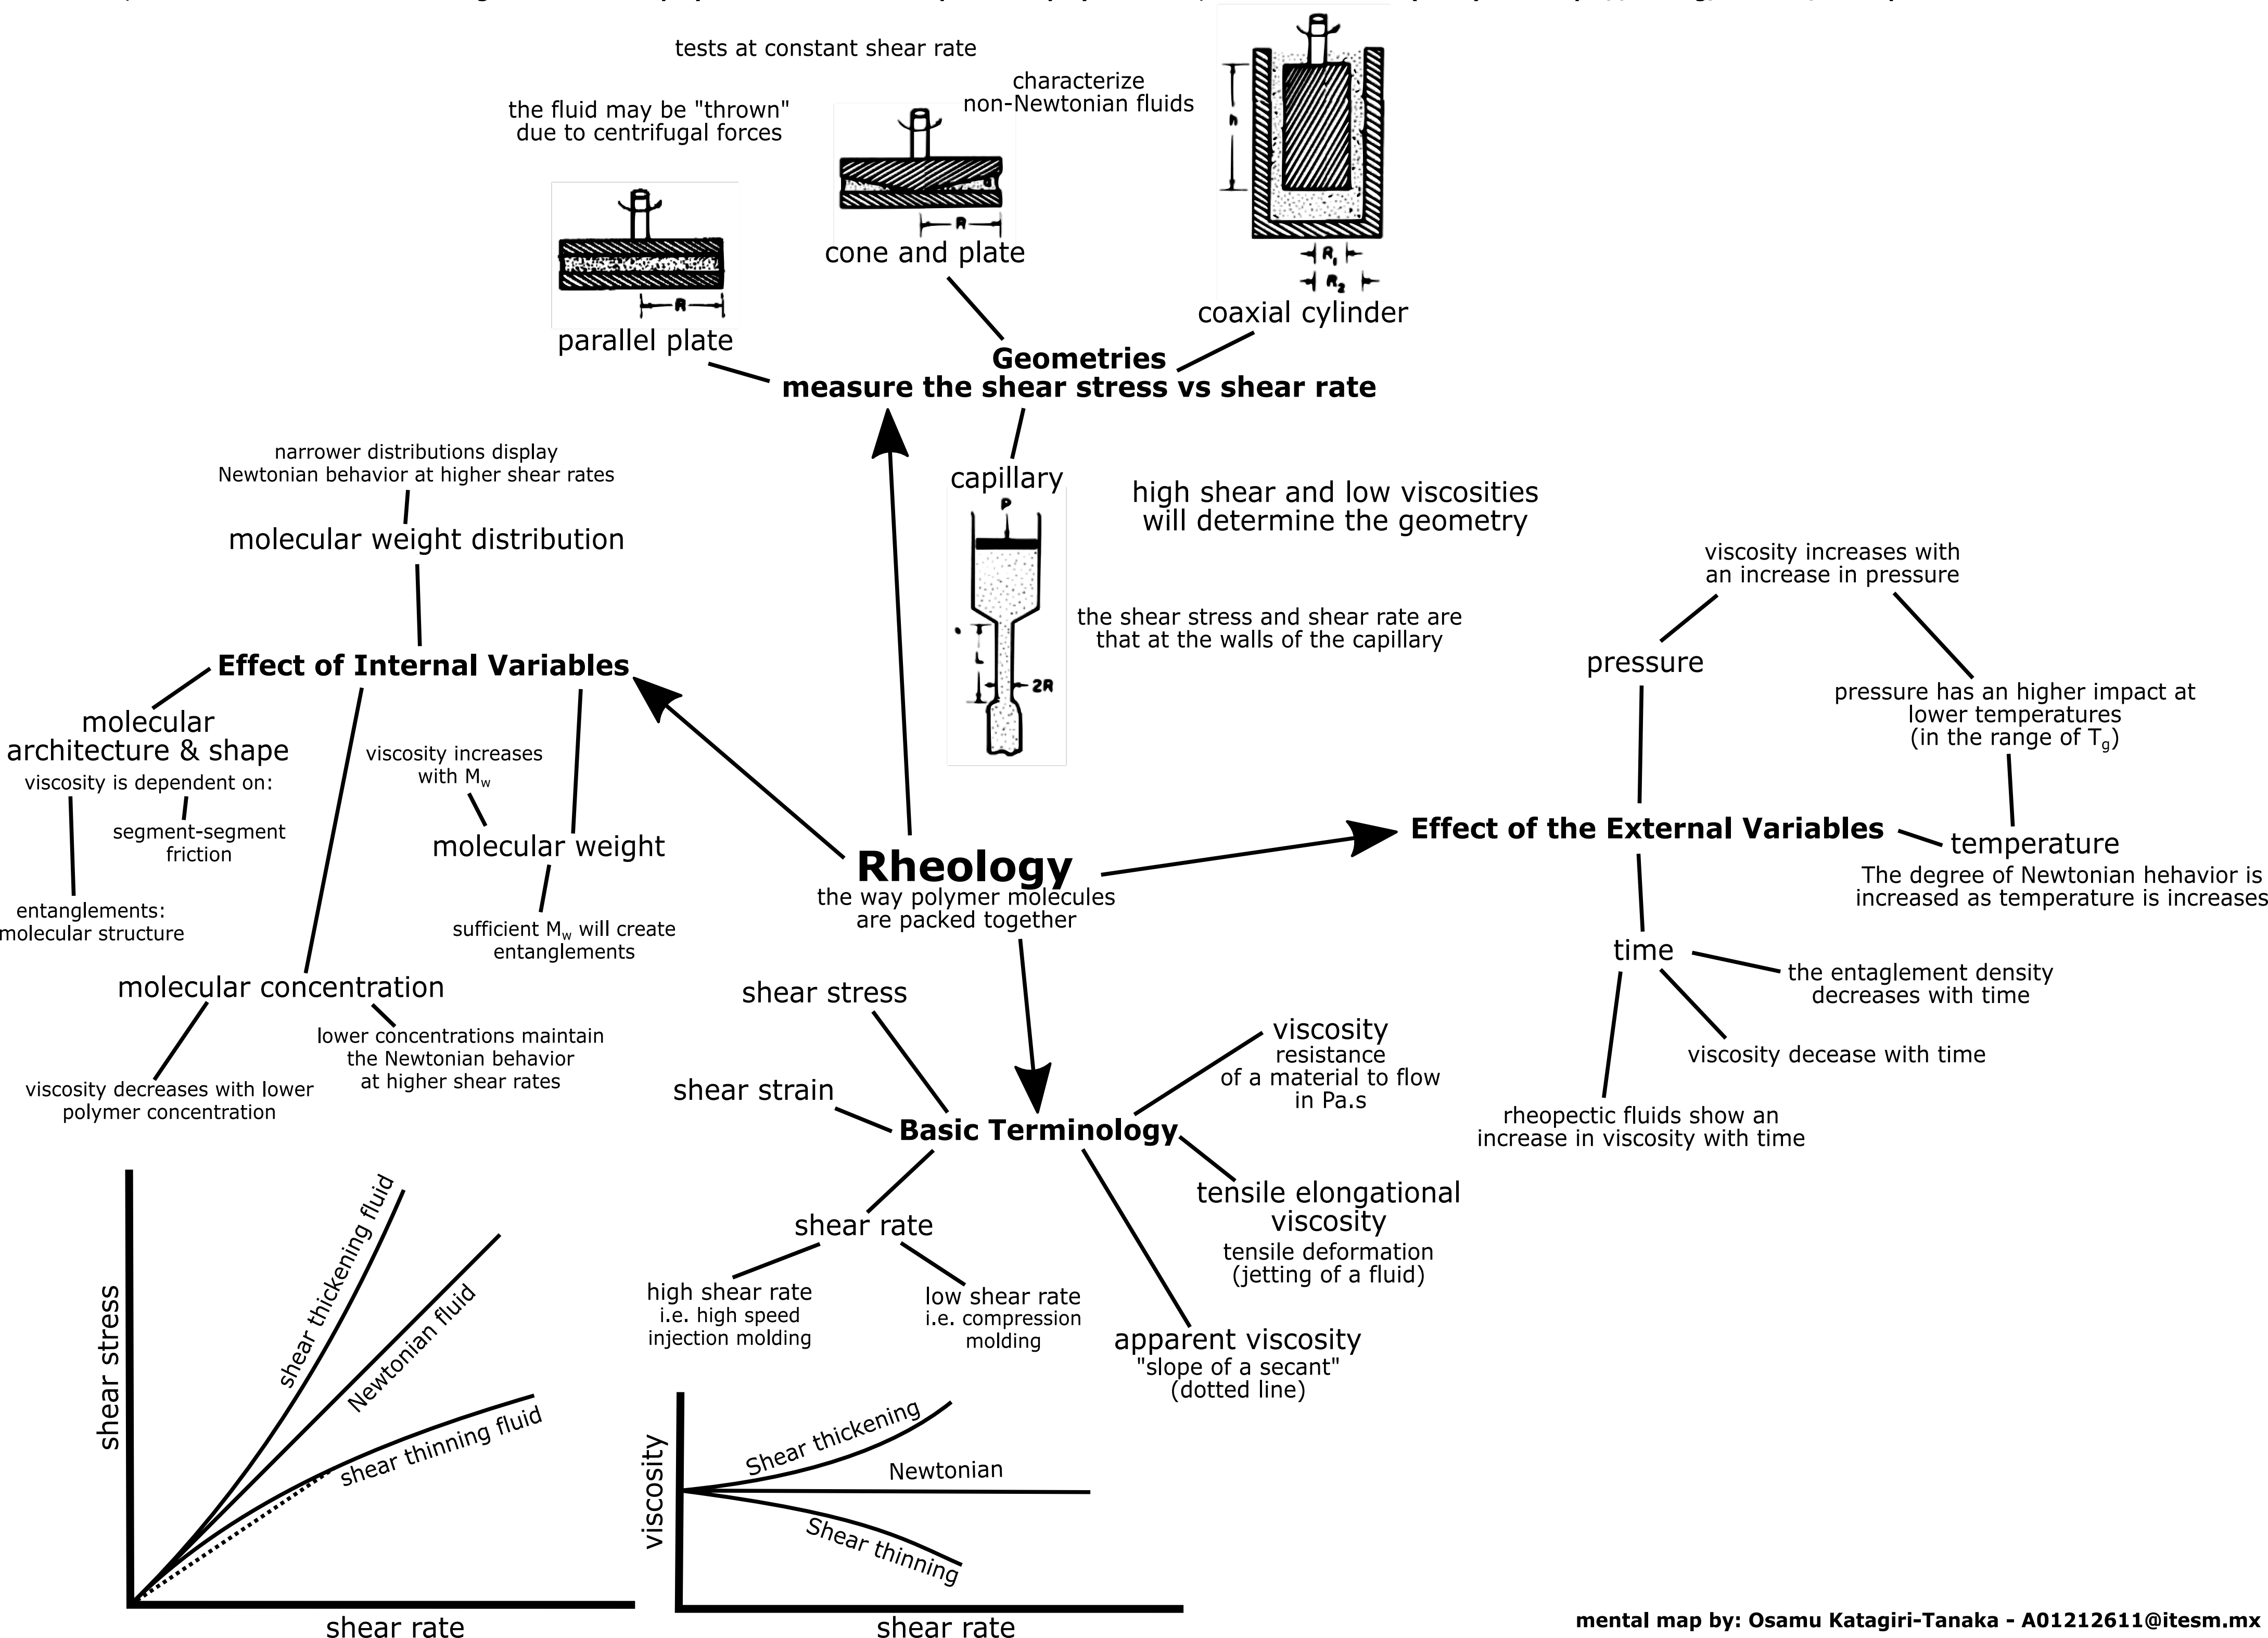 tests at constant shear rate
characterize
non-Newtonian fluids
the fluid may be "thrown"
due to centrifugal forces
h
R
cone and plate
R₁
R₂
coaxial cylinder
R
parallel plate
Geometries
measure the shear stress vs shear rate
capillary
P
L
2R
high shear and low viscosities
will determine the geometry
the shear stress and shear rate are
that at the walls of the capillary
narrower distributions display
Newtonian behavior at higher shear rates
molecular weight distribution
Effect of Internal Variables
molecular
architecture & shape
viscosity is dependent on:
segment-segment
friction
entanglements:
molecular structure
viscosity increases
with Mw
molecular weight
sufficient Mw will create
entanglements
molecular concentration
lower concentrations maintain
the Newtonian behavior
at higher shear rates
viscosity decreases with lower
polymer concentration
Rheology
the way polymer molecules
are packed together
viscosity increases with
an increase in pressure
pressure
pressure has an higher impact at
lower temperatures
(in the range of Tg)
Effect of the External Variables
temperature
The degree of Newtonian hehavior is
increased as temperature is increases
time
the entaglement density
decreases with time
viscosity decease with time
rheopectic fluids show an
increase in viscosity with time
shear stress
shear strain
Basic Terminology
viscosity
resistance
of a material to flow
in Pa.s
tensile elongational
viscosity
tensile deformation
(jetting of a fluid)
shear rate
high shear rate
i.e. high speed
injection molding
low shear rate
i.e. compression
molding
apparent viscosity
"slope of a secant"
(dotted line)
shear stress
shear thickening fluid
Newtonian fluid
shear thinning fluid
shear rate
viscosity
Shear thickening
Newtonian
Shear thinning
shear rate
mental map by: Osamu Katagiri-Tanaka - A01212611@itesm.mx